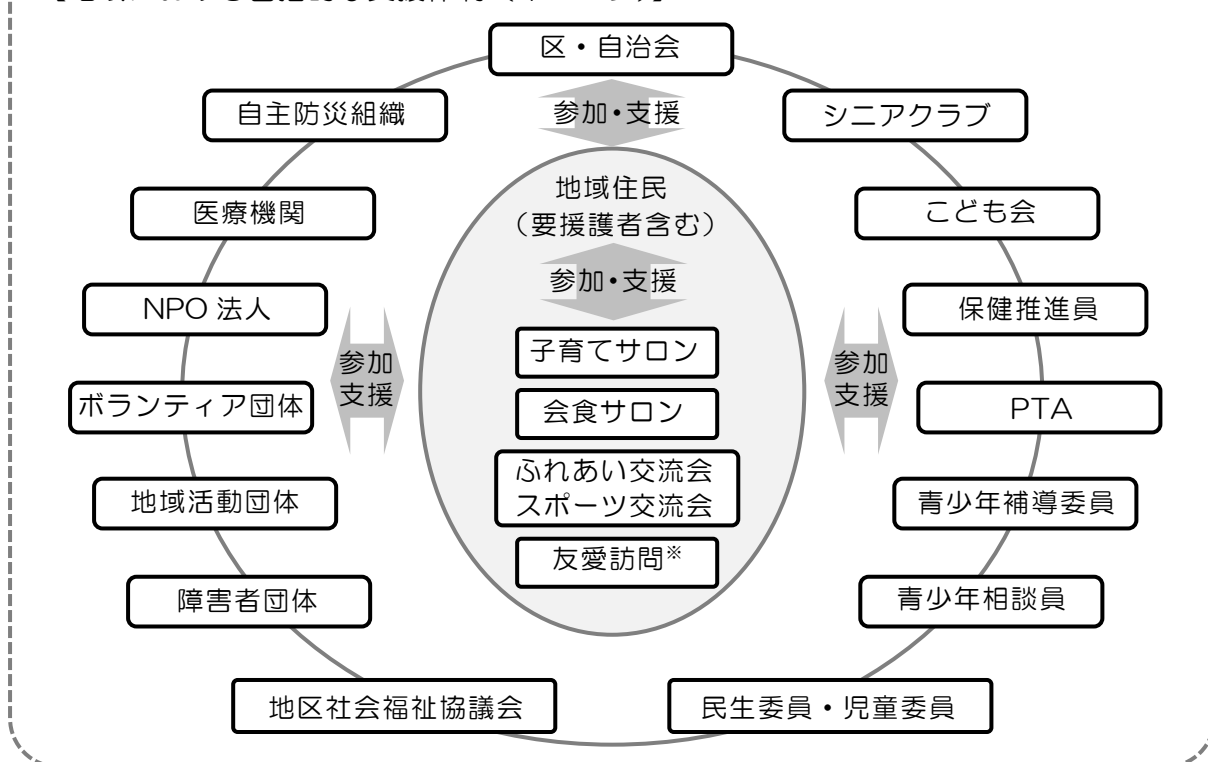 区・自治会
自主防災組織
参加・支援
シニアクラブ
医療機関
地域住民
（要援護者含む）
こども会
参加・支援
NPO 法人
保健推進員
子育てサロン
参加
支援
参加
支援
ボランティア団体
会食サロン
PTA
地域活動団体
ふれあい交流会
スポーツ交流会
青少年補導委員
友愛訪問※
障害者団体
青少年相談員
地区社会福祉協議会
民生委員・児童委員